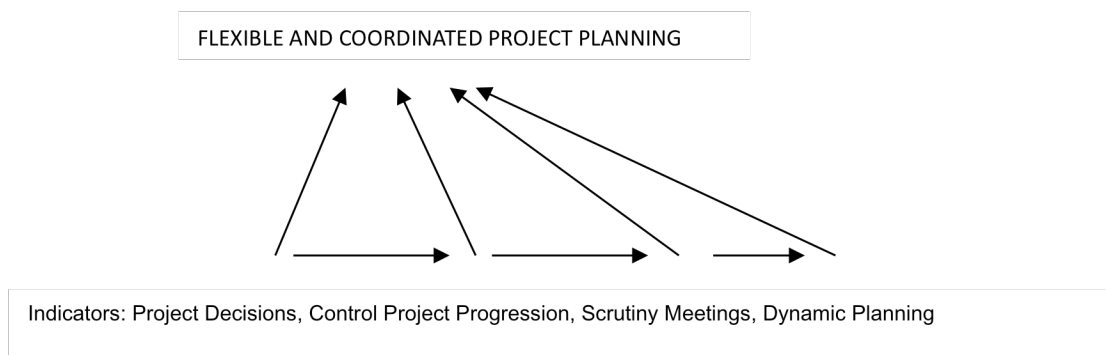 FLEXIBLE AND COORDINATED PROJECT PLANNING
Indicators: Project Decisions, Control Project Progression, Scrutiny Meetings, Dynamic Planning